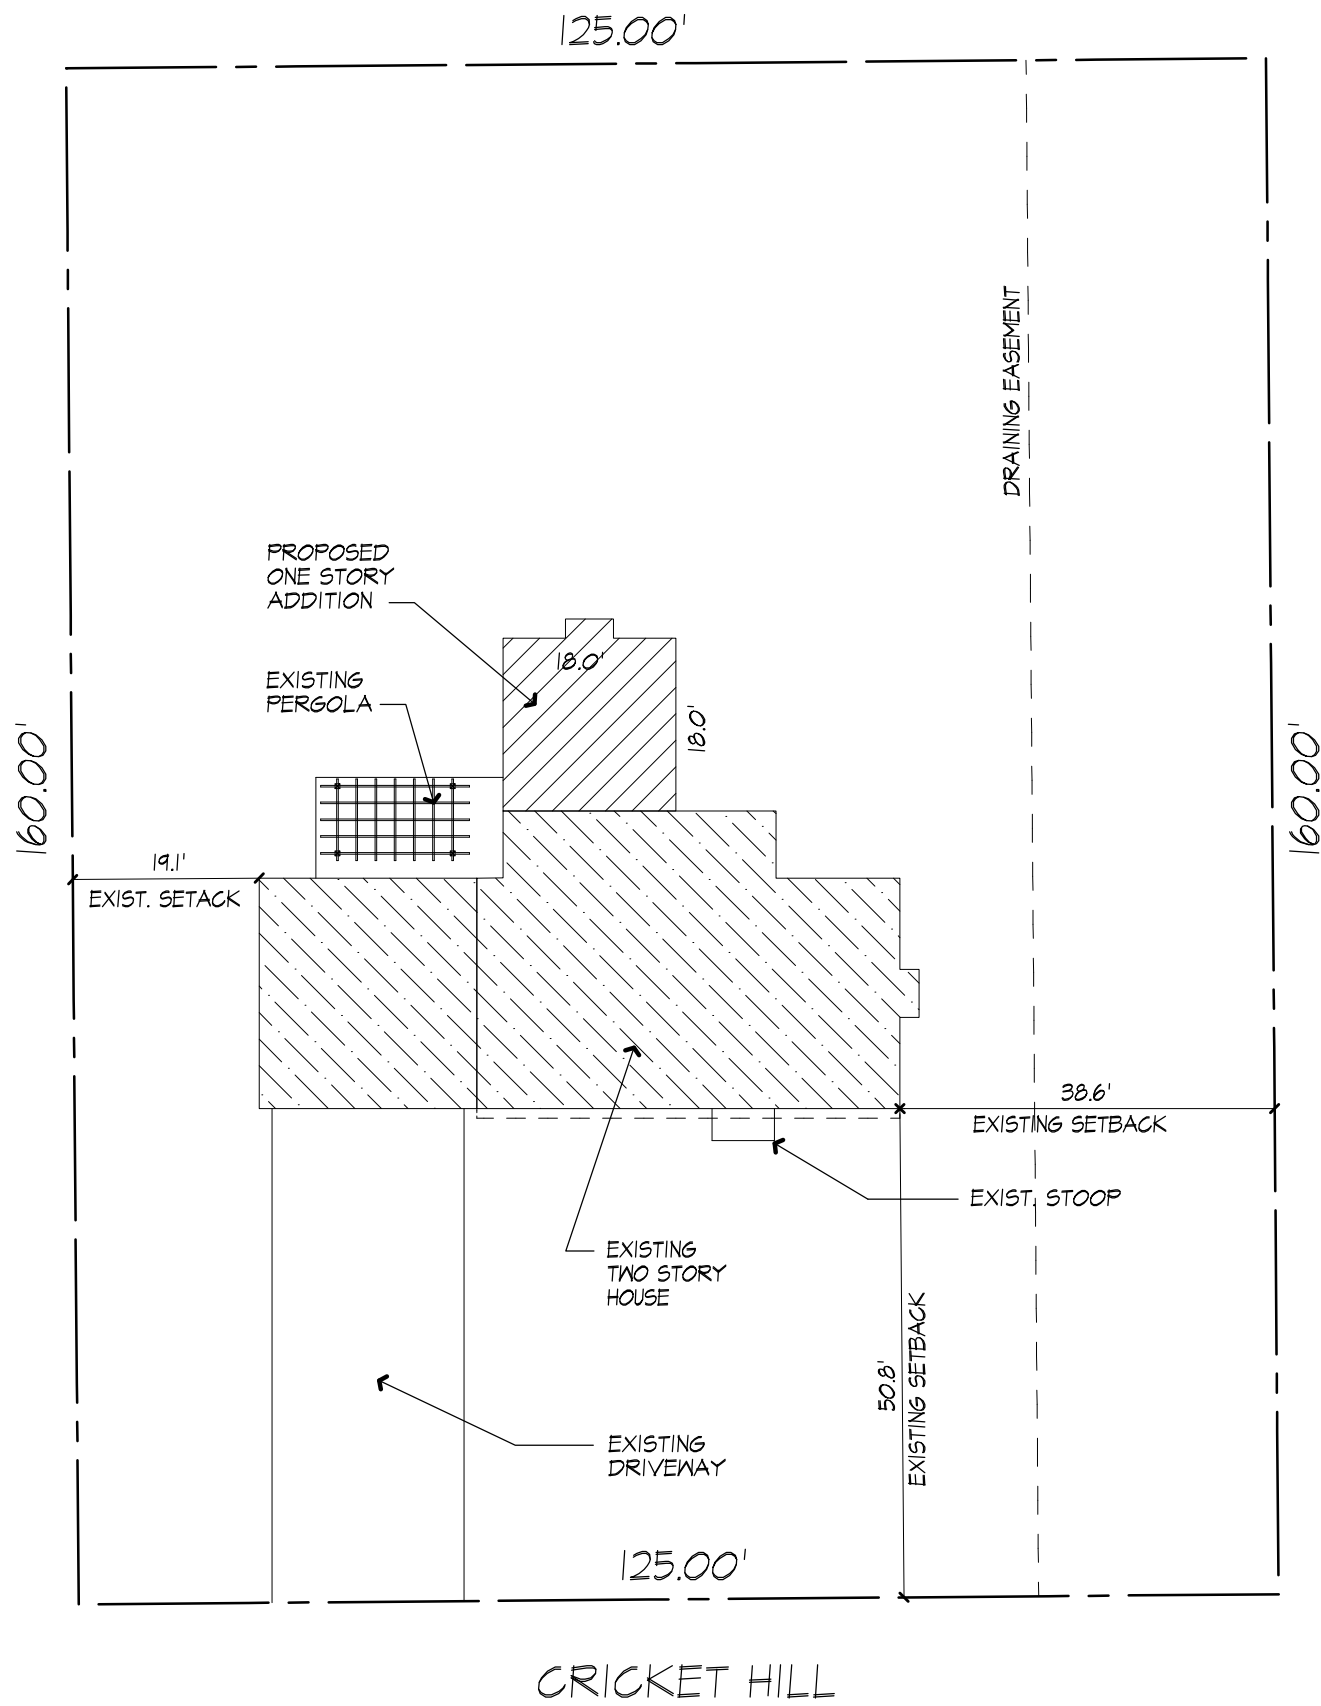 125.00'
DRAINING EASEMENT
PROPOSED
ONE STORY
ADDITION
18.0'
EXISTING
PERGOLA
18.0'
160.00'
160.00'
19.1'
EXIST. SETACK
38.6'
EXISTING SETBACK
EXIST. STOOP
EXISTING
TWO STORY
HOUSE
50.8'
EXISTING SETBACK
EXISTING
DRIVEWAY
125.00'
CRICKET HILL